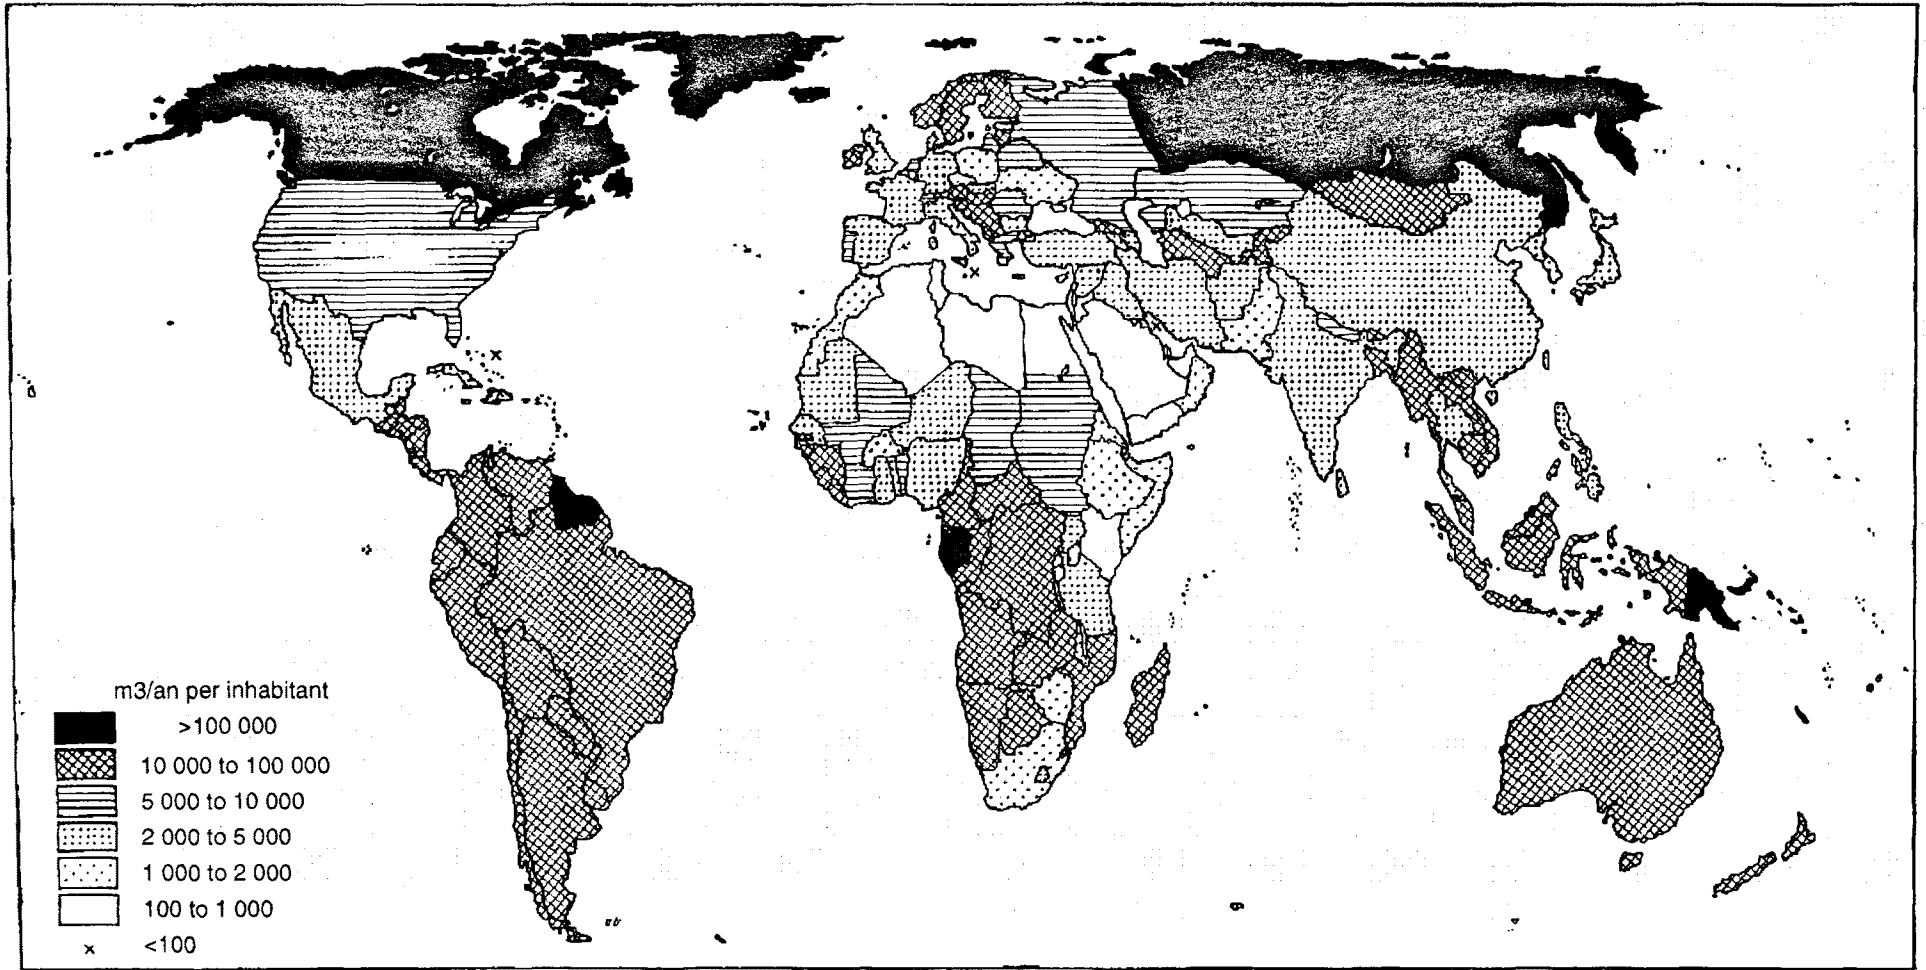 m3/an per inhabitant
>100 000
10 000 to 100 000
5 000 to 10 000
2 000 to 5 000
1 000 to 2 000
100 to 1 000
x <100